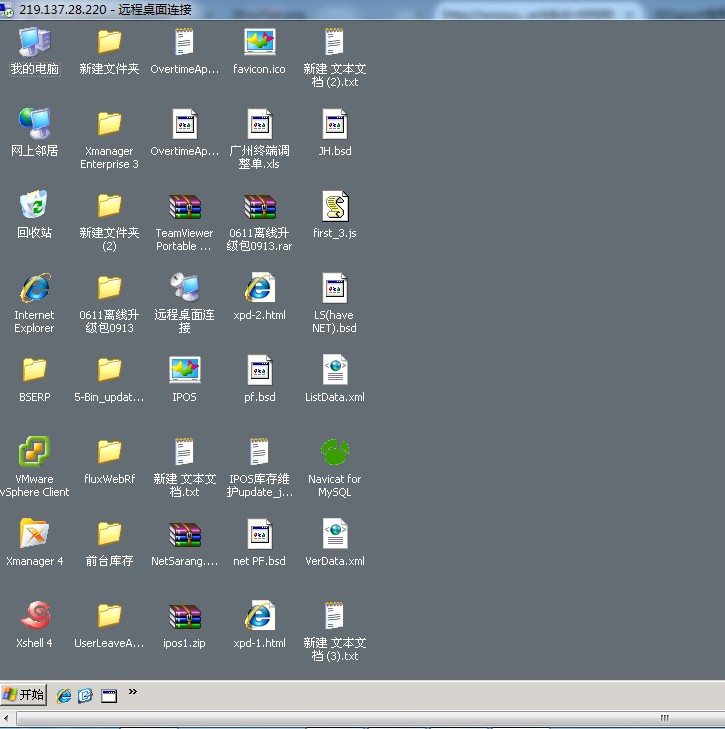 219.137.28.220 - 远程桌面连接
我的电脑
新建文件夹
OvertimeAp...
favicon.ico
新建 文本文
档 (2).txt
网上邻居
Xmanager
Enterprise 3
OvertimeAp...
广州终端调
整单.xls
JH.bsd
回收站
新建文件夹
(2)
TeamViewer
Portable ...
0611离线升
级包0913.rar
first_3.js
Internet
Explorer
0611离线升
级包0913
远程桌面连
接
xpd-2.html
LS(have
NET).bsd
BSERP
5-Bin_updat...
IPOS
pf.bsd
ListData.xml
VMware
vSphere Client
fluxWebRf
新建 文本文
档.txt
IPOS库存维
护update_j...
Navicat for
MySQL
Xmanager 4
前台库存
NetSarang....
net PF.bsd
VerData.xml
Xshell 4
UserLeaveA...
ipos1.zip
xpd-1.html
新建 文本文
档 (3).txt
开始